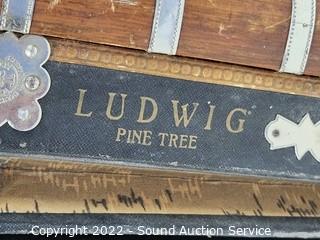 LUDWIG
PINE TREE
Copyright 2022 - Sound Auction Service